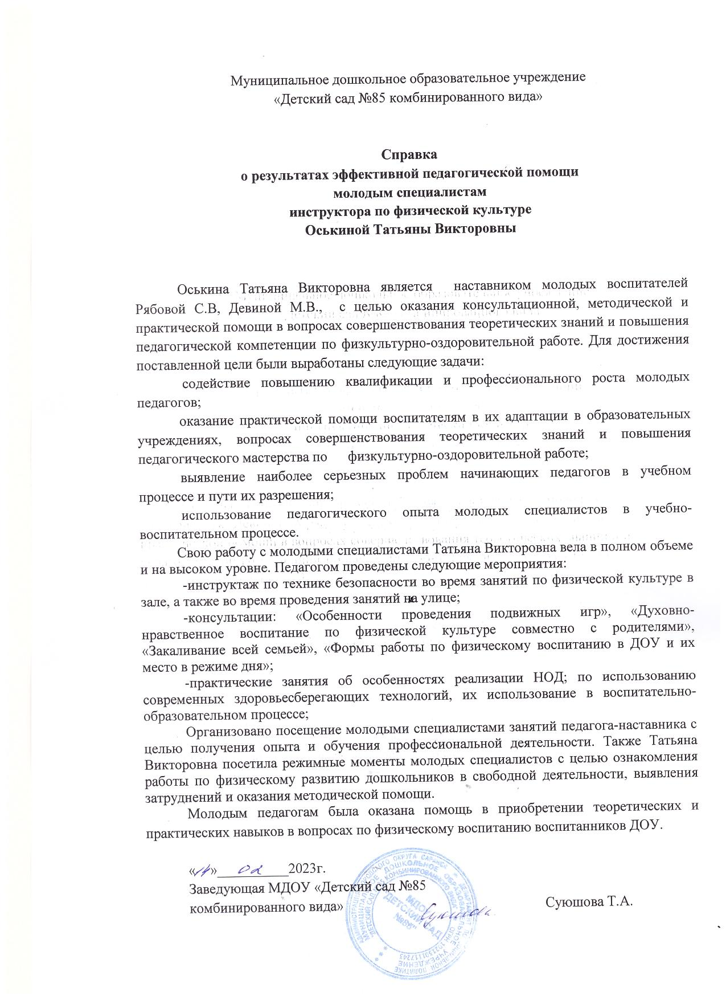 Муниципальное дошкольное образовательное учреждение
«Детский сад №85 комбинированного вида»
Справка
о результатах эффективной педагогической помощи
молодым специалистам
инструктора по физической культуре
Оськиной Татьяны Викторовны
Оськина Татьяна Викторовна является наставником молодых воспитателей
Рябовой С.В, Девиной М.В., с целью оказания консультационной, методической и
практической помощи в вопросах совершенствования теоретических знаний и повышения
педагогической компетенции по физкультурно-оздоровительной работе. Для достижения
поставленной цели были выработаны следующие задачи:
содействие повышению квалификации и профессионального роста молодых
педагогов;
оказание практической помощи воспитателям в их адаптации в образовательных
учреждениях, вопросах совершенствования теоретических знаний и повышения
педагогического мастерства по физкультурно-оздоровительной работе;
выявление наиболее серьезных проблем начинающих педагогов в учебном
процессе и пути их разрешения;
использование педагогического опыта молодых специалистов в учебно-
воспитательном процессе.
Свою работу с молодыми специалистами Татьяна Викторовна вела в полном объеме
и на высоком уровне. Педагогом проведены следующие мероприятия:
-инструктаж по технике безопасности во время занятий по физической культуре в
зале, а также во время проведения занятий на улице;
-консультации: «Особенности проведения подвижных игр», «Духовно-
нравственное воспитание по физической культуре совместно с родителями»,
«Закаливание всей семьей», «Формы работы по физическому воспитанию в ДОУ и их
место в режиме дня»;
-практические занятия об особенностях реализации НОД; по использованию
современных здоровьесберегающих технологий, их использование в воспитательно-
образовательном процессе;
Организовано посещение молодыми специалистами занятий педагога-наставника с
целью получения опыта и обучения профессиональной деятельности. Также Татьяна
Викторовна посетила режимные моменты молодых специалистов с целью ознакомления
работы по физическому развитию дошкольников в свободной деятельности, выявления
затруднений и оказания методической помощи.
Молодым педагогам была оказана помощь в приобретении теоретических и
практических навыков в вопросах по физическому воспитанию воспитанников ДОУ.
«14» 02 2023г.
Заведующая МДОУ «Детский сад №85
комбинированного вида» Суюшова Т.А.
МДОУ
"ДЕТСКИЙ САД
№85"